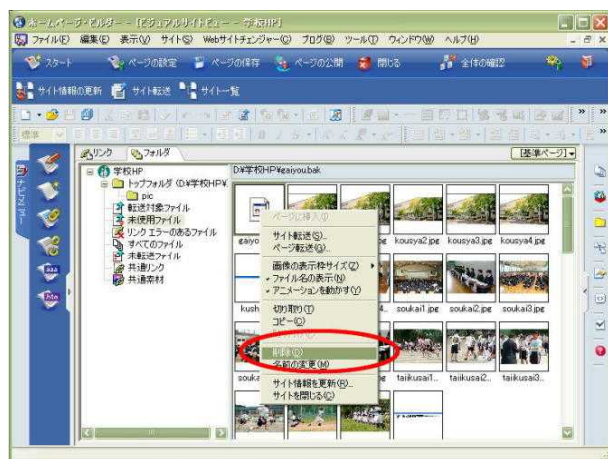 ホームページ・ビルダー - [ビジュアルサイトビュー - 学校HP]
ファイル(F) 編集(E) 表示(V) サイト(S) Webサイトチェンジャー(C) ブログ(B) ツール(T) ウィンドウ(W) ヘルプ(H)
スタート ページの設定 ページの保存 ページの公開 閉じる 全体の確認
サイト情報の更新 サイト転送 サイト一覧
標準
リンク フォルダ [基準ページ]
ナビメニュー
学校HP
トップフォルダ (D:¥学校HP¥
pic
転送対象ファイル
未使用ファイル
リンクエラーのあるファイル
すべてのファイル
未転送ファイル
共通リンク
共通素材
D:¥学校HP¥gaiyou.bak
gaiyo
kousya2.jpg kousya3.jpg kousya4.jpg
kush
soukai1.jpg soukai2.jpg soukai3.jpg
souka
taiikusai1.. taiikusai2.. taiikusai3..
ページに挿入(I)
サイト転送(S)...
ページ転送(G)...
画像の表示枠サイズ(Z)
ファイル名の表示(N)
アニメーションを動かす(Y)
切り取り(T)
コピー(C)
削除(D)
名前の変更(M)
サイト情報を更新(R)...
サイトを閉じる(C)